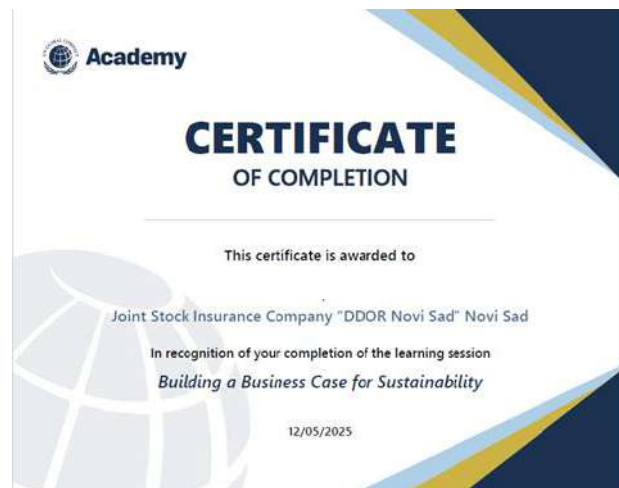 Academy
CERTIFICATE
OF COMPLETION
This certificate is awarded to
.
Joint Stock Insurance Company "DDOR Novi Sad" Novi Sad
In recognition of your completion of the learning session
Building a Business Case for Sustainability
12/05/2025